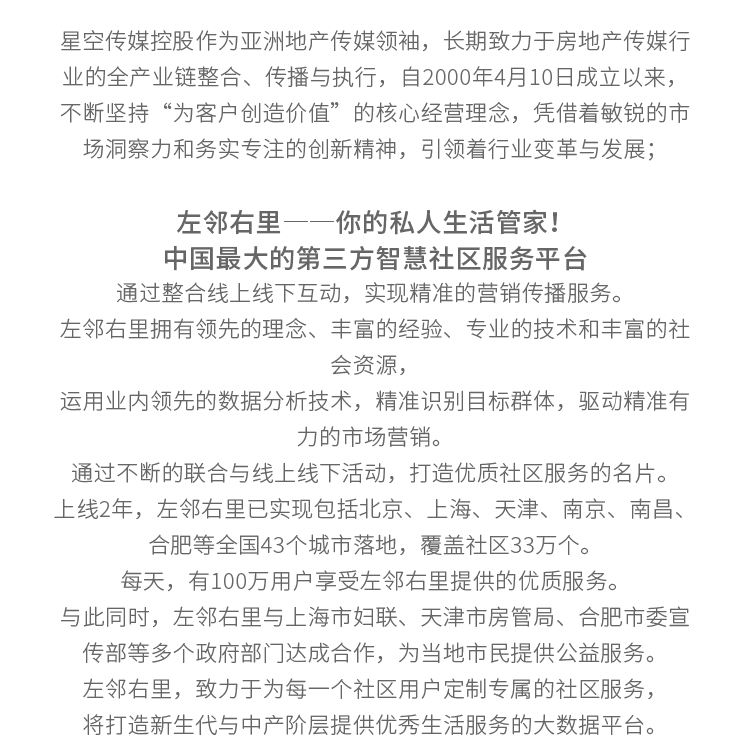 星空传媒控股作为亚洲地产传媒领袖，长期致力于房地产传媒行
业的全产业链整合、传播与执行，自2000年4月10日成立以来，
不断坚持“为客户创造价值”的核心经营理念，凭借着敏锐的市
场洞察力和务实专注的创新精神，引领着行业变革与发展；
左邻右里——你的私人生活管家！
中国最大的第三方智慧社区服务平台
通过整合线上线下互动，实现精准的营销传播服务。
左邻右里拥有领先的理念、丰富的经验、专业的技术和丰富的社
会资源，
运用业内领先的数据分析技术，精准识别目标群体，驱动精准有
力的市场营销。
通过不断的联合与线上线下活动，打造优质社区服务的名片。
上线2年，左邻右里已实现包括北京、上海、天津、南京、南昌、
合肥等全国43个城市落地，覆盖社区33万个。
每天，有100万用户享受左邻右里提供的优质服务。
与此同时，左邻右里与上海市妇联、天津市房管局、合肥市委宣
传部等多个政府部门达成合作，为当地市民提供公益服务。
左邻右里，致力于为每一个社区用户定制专属的社区服务，
将打造新生代与中产阶层提供优秀生活服务的大数据平台。